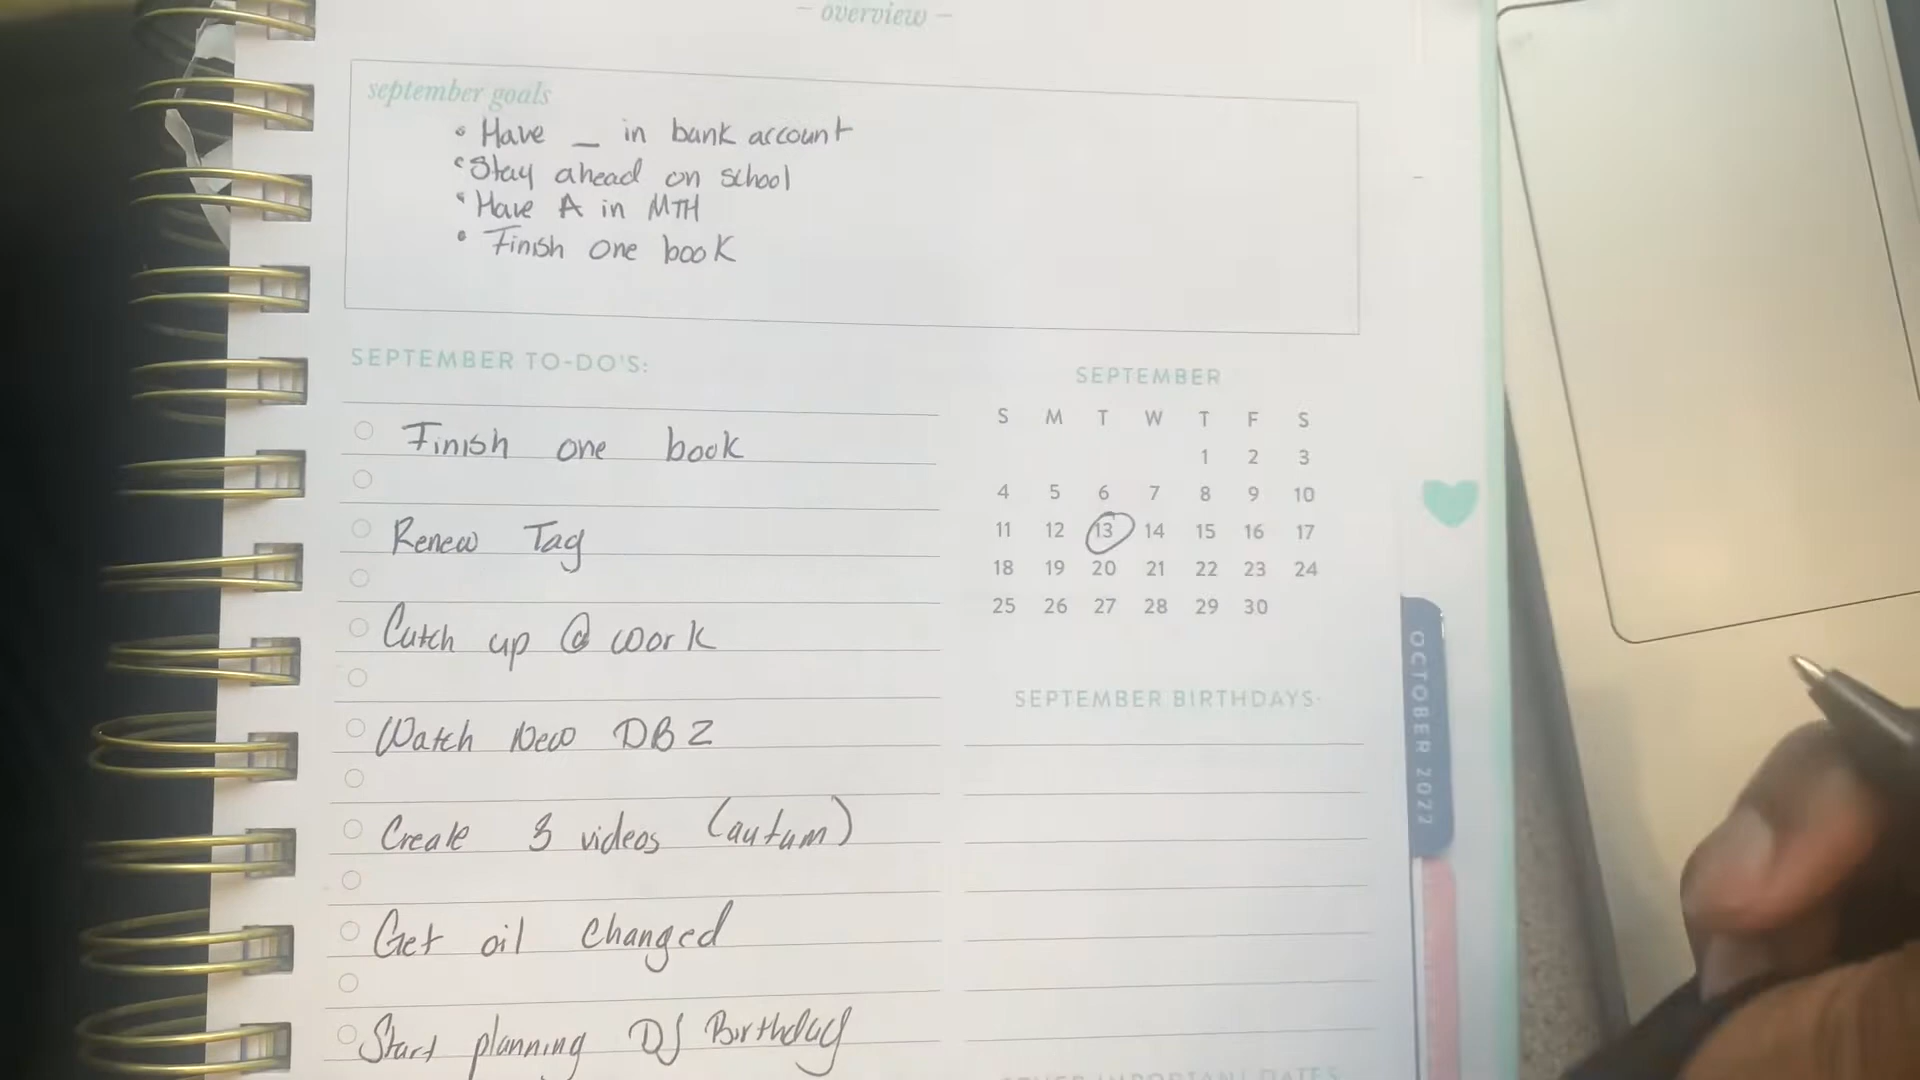 – overview –
september goals
• Have _ in bank account
• Stay ahead on school
• Have A in MTH
• Finish one book
SEPTEMBER TO-DO'S:
Finish one book
Renew Tag
Catch up @ work
Watch New DBZ
Create 3 videos (autum)
Get oil changed
Start planning DJ Birthday
SEPTEMBER
S M T W T F S
1 2 3
4 5 6 7 8 9 10
11 12 13 14 15 16 17
18 19 20 21 22 23 24
25 26 27 28 29 30
SEPTEMBER BIRTHDAYS:
OTHER IMPORTANT DATES
OCTOBER 2022